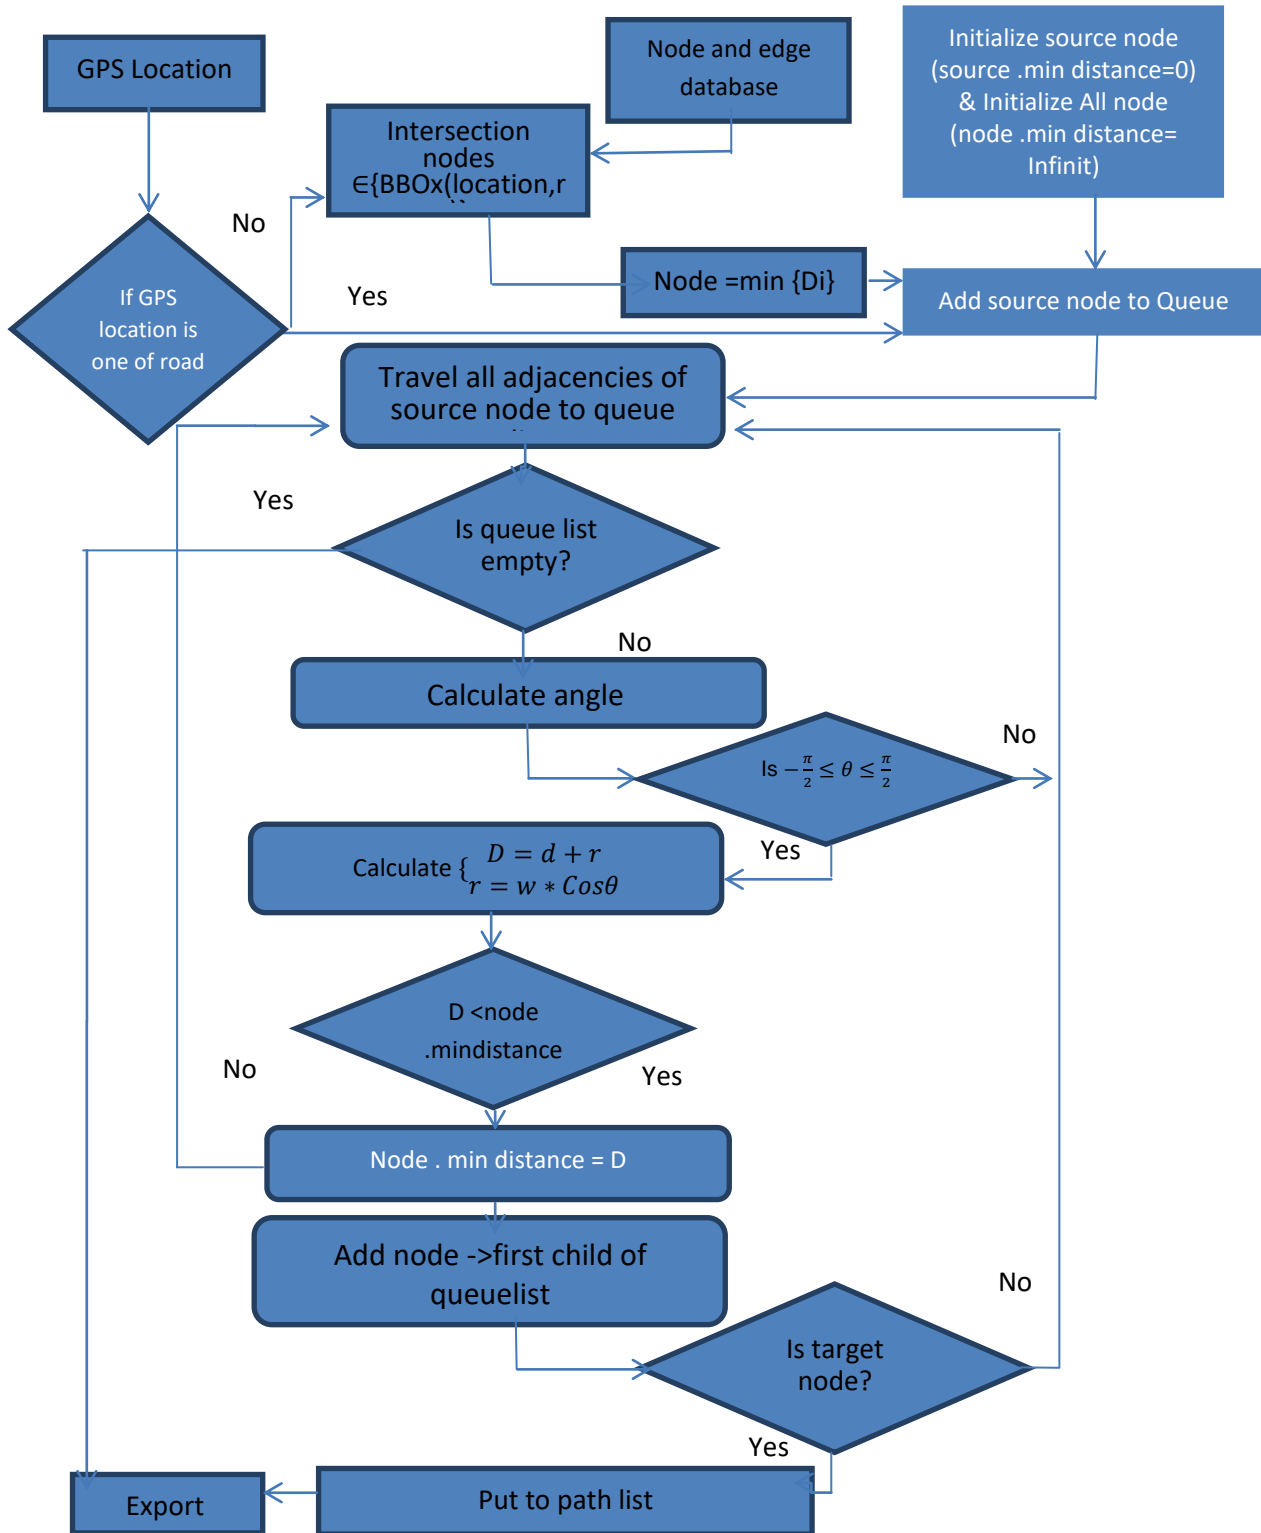 GPS Location
Node and edge
database
Initialize source node
(source .min distance=0)
& Initialize All node
(node .min distance=
Infinit)
Intersection
nodes
∈{BBOx(location,r
No
Yes
If GPS
location is
one of road
Node =min {Di}
Add source node to Queue
Travel all adjacencies of
source node to queue
Yes
Is queue list
empty?
No
Calculate angle
No
Is −π/2 ≤ θ ≤ π/2
Yes
Calculate { D = d + r
r = w ∗ Cosθ
D <node
.mindistance
No
Yes
Node . min distance = D
Add node ->first child of
queuelist
No
Is target
node?
Yes
Export
Put to path list